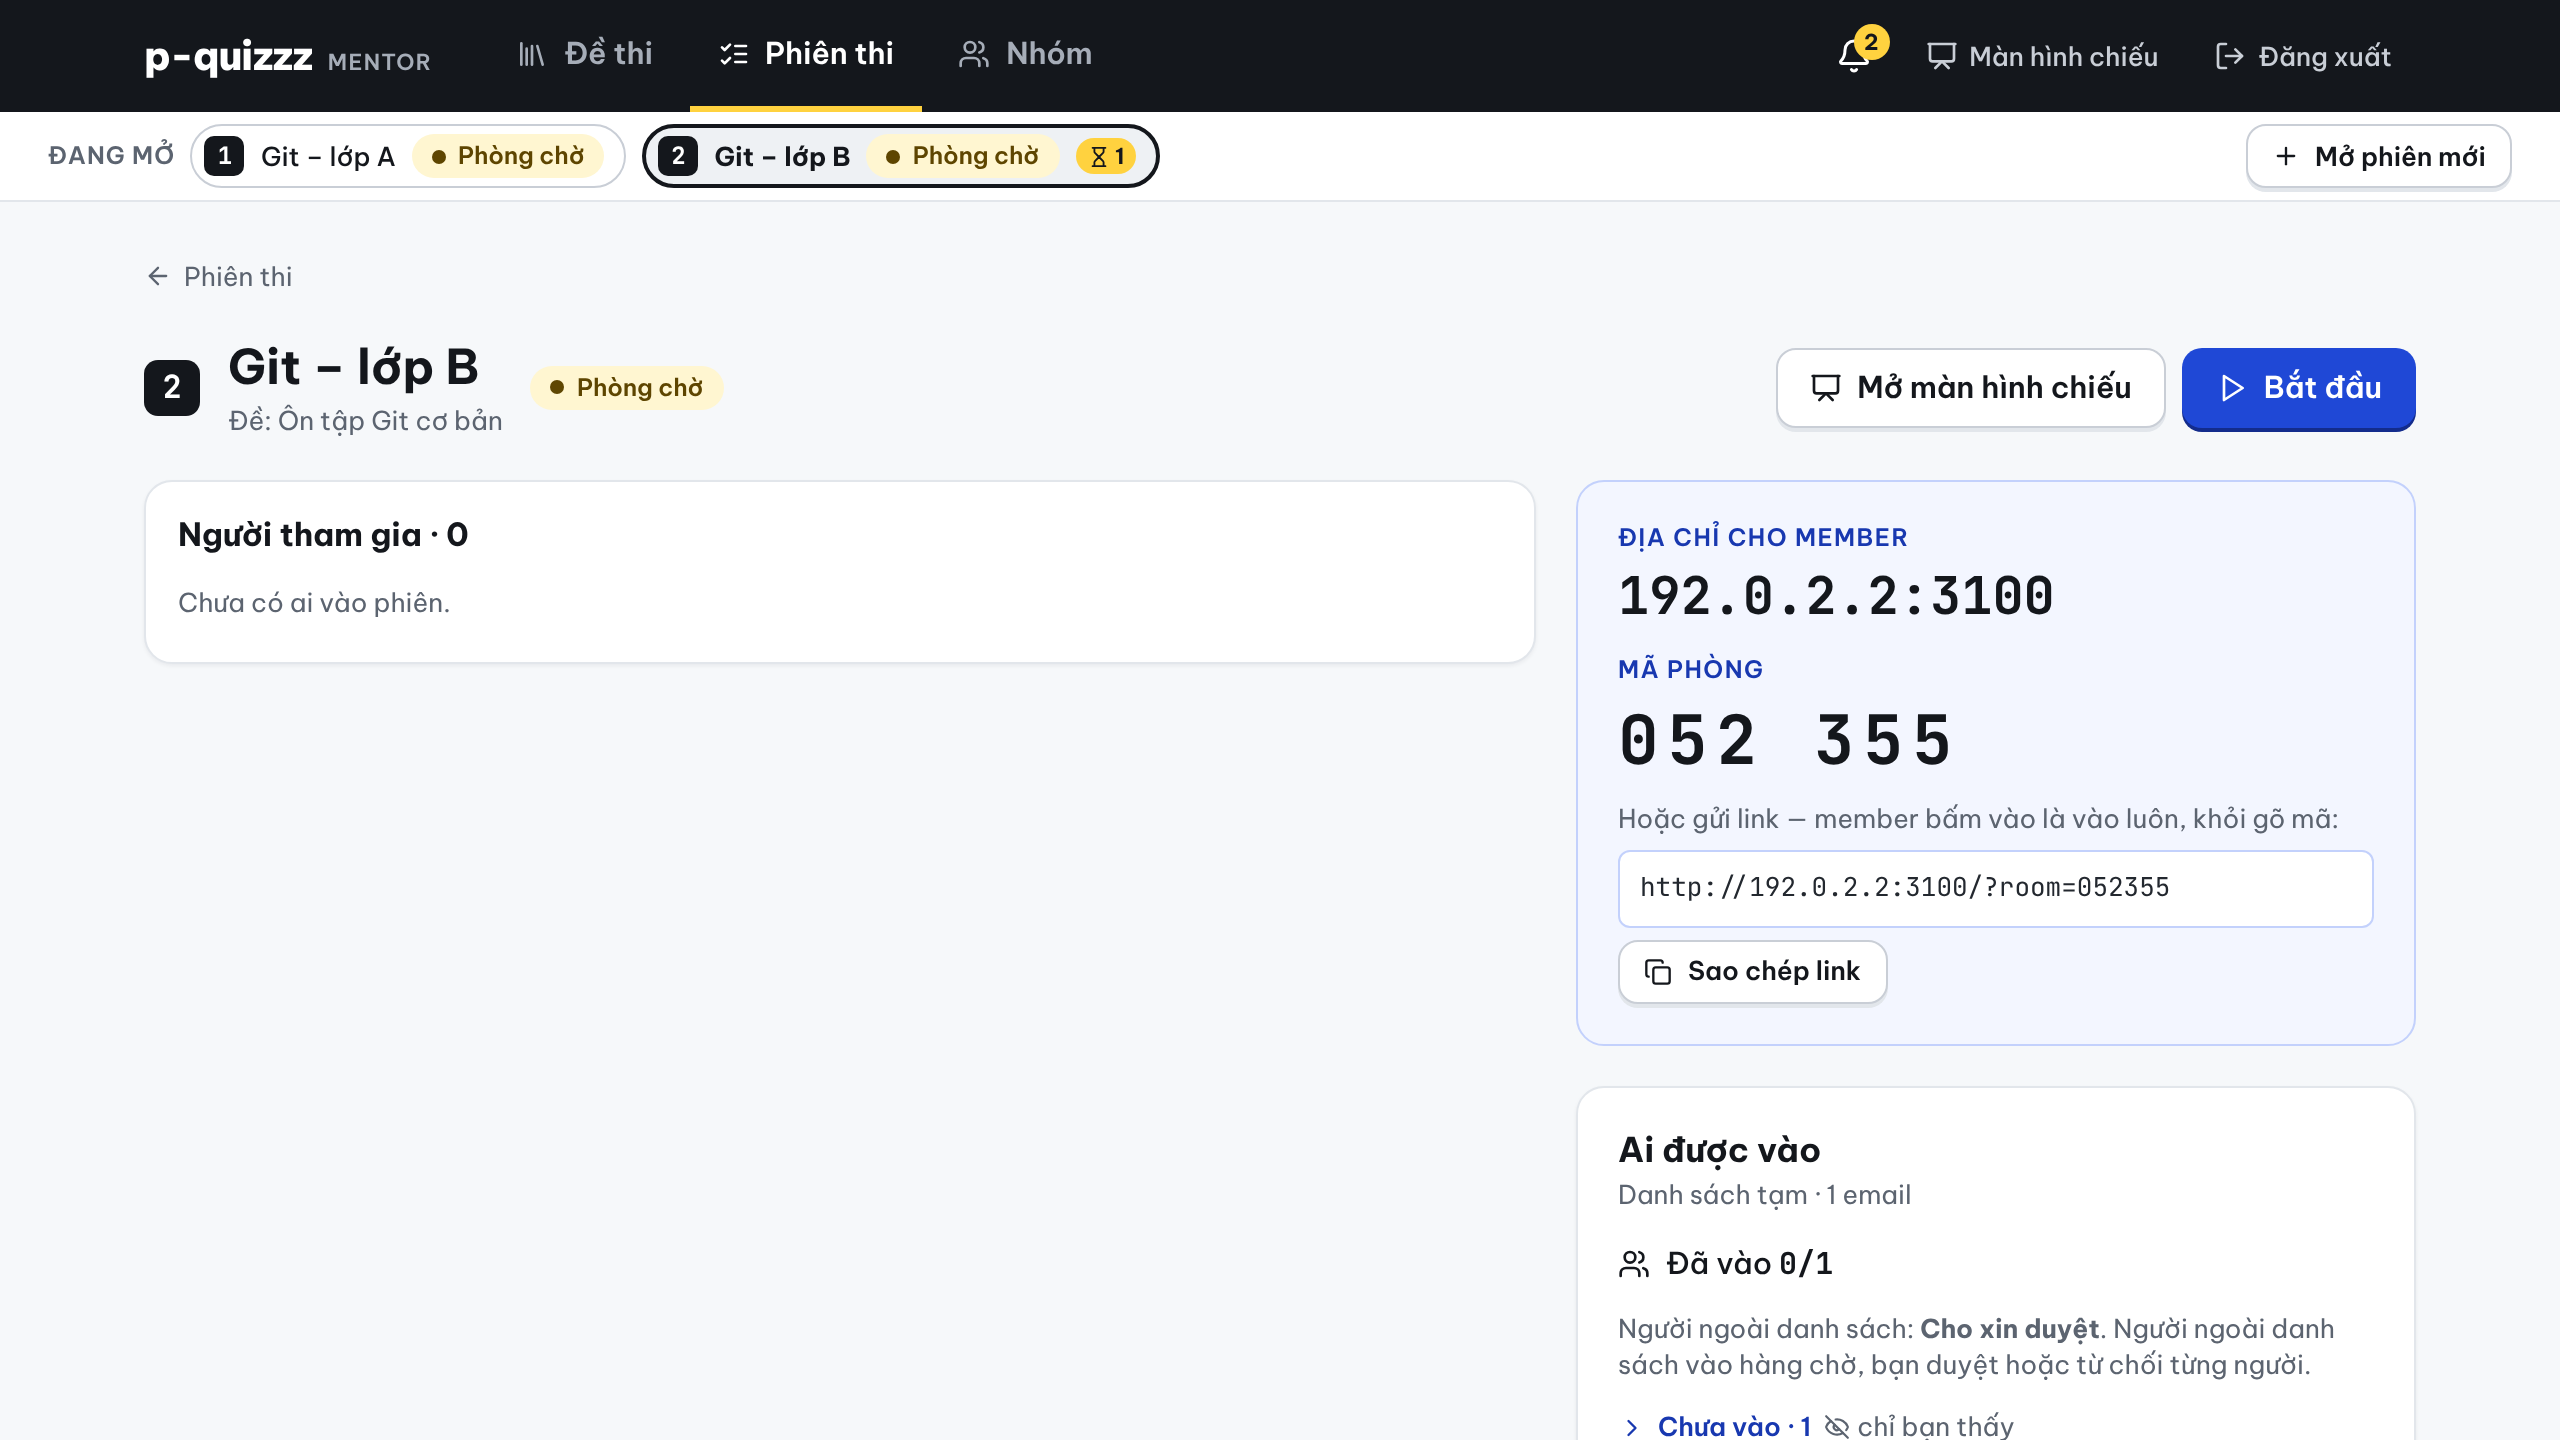 p-quizzz MENTOR
Đề thi
Phiên thi
Nhóm
2
Màn hình chiếu
Đăng xuất
ĐANG MỞ
1 Git – lớp A Phòng chờ
2 Git – lớp B Phòng chờ 1
Mở phiên mới
Phiên thi
2 Git – lớp B
Phòng chờ
Đề: Ôn tập Git cơ bản
Mở màn hình chiếu
Bắt đầu
Người tham gia · 0
Chưa có ai vào phiên.
ĐỊA CHỈ CHO MEMBER
192.0.2.2:3100
MÃ PHÒNG
052 355
Hoặc gửi link — member bấm vào là vào luôn, khỏi gõ mã:
http://192.0.2.2:3100/?room=052355
Sao chép link
Ai được vào
Danh sách tạm · 1 email
Đã vào 0/1
Người ngoài danh sách: Cho xin duyệt. Người ngoài danh
sách vào hàng chờ, bạn duyệt hoặc từ chối từng người.
Chưa vào · 1 chỉ bạn thấy